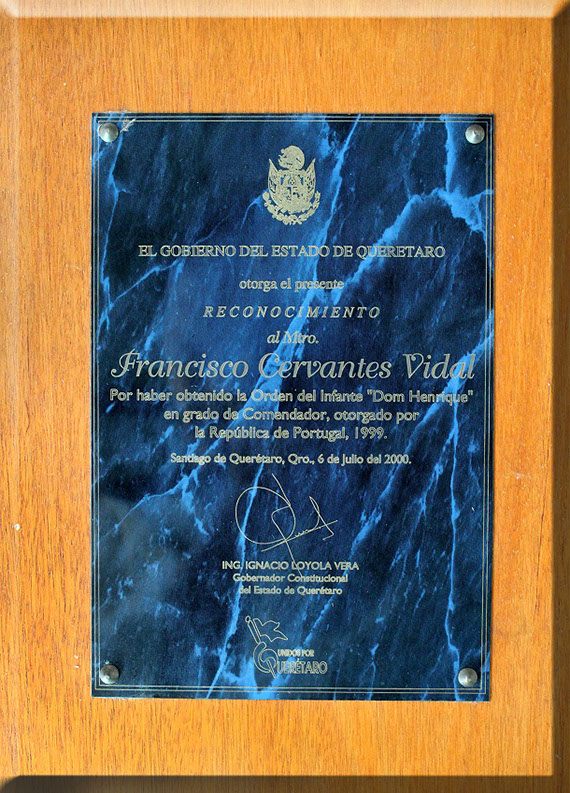 EL GOBIERNO DEL ESTADO DE QUERETARO
otorga el presente
RECONOCIMIENTO
al Mtro.
Francisco Cervantes Vidal
Por haber obtenido la Orden del Infante "Dom Henrique"
en grado de Comendador, otorgado por
la República de Portugal, 1999.
Santiago de Querétaro, Qro., 6 de Julio del 2000.
ING. IGNACIO LOYOLA VERA
Gobernador Constitucional
del Estado de Querétaro
UNIDOS POR
QUERÉTARO